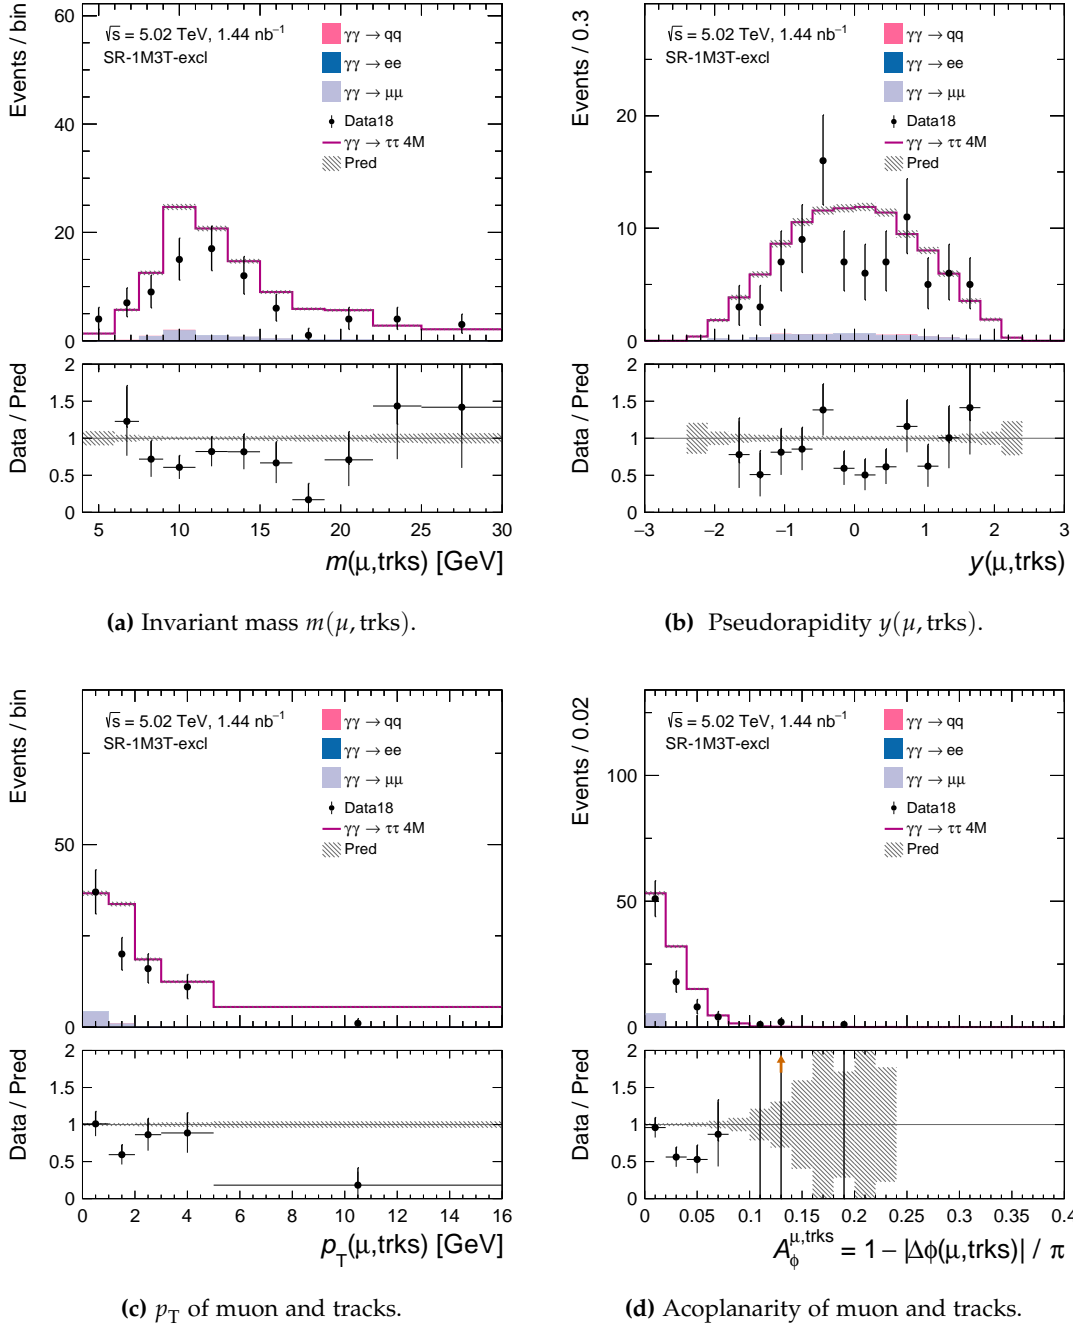 Events / bin
60
40
20
0
√s = 5.02 TeV, 1.44 nb⁻¹
SR-1M3T-excl
γγ → qq
γγ → ee
γγ → μμ
Data18
γγ → ττ 4M
Pred
Data / Pred
2
1.5
1
0.5
0
5 10 15 20 25 30
m(μ,trks) [GeV]
(a) Invariant mass m(μ, trks).
Events / 0.3
20
10
0
√s = 5.02 TeV, 1.44 nb⁻¹
SR-1M3T-excl
γγ → qq
γγ → ee
γγ → μμ
Data18
γγ → ττ 4M
Pred
Data / Pred
2
1.5
1
0.5
0
−3 −2 −1 0 1 2 3
y(μ,trks)
(b) Pseudorapidity y(μ, trks).
Events / bin
50
0
√s = 5.02 TeV, 1.44 nb⁻¹
SR-1M3T-excl
γγ → qq
γγ → ee
γγ → μμ
Data18
γγ → ττ 4M
Pred
Data / Pred
2
1.5
1
0.5
0
0 2 4 6 8 10 12 14 16
p_T(μ,trks) [GeV]
(c) p_T of muon and tracks.
Events / 0.02
100
50
0
√s = 5.02 TeV, 1.44 nb⁻¹
SR-1M3T-excl
γγ → qq
γγ → ee
γγ → μμ
Data18
γγ → ττ 4M
Pred
Data / Pred
2
1.5
1
0.5
0
0 0.05 0.1 0.15 0.2 0.25 0.3 0.35 0.4
A_ϕ^{μ,trks} = 1 − |Δϕ(μ,trks)| / π
(d) Acoplanarity of muon and tracks.